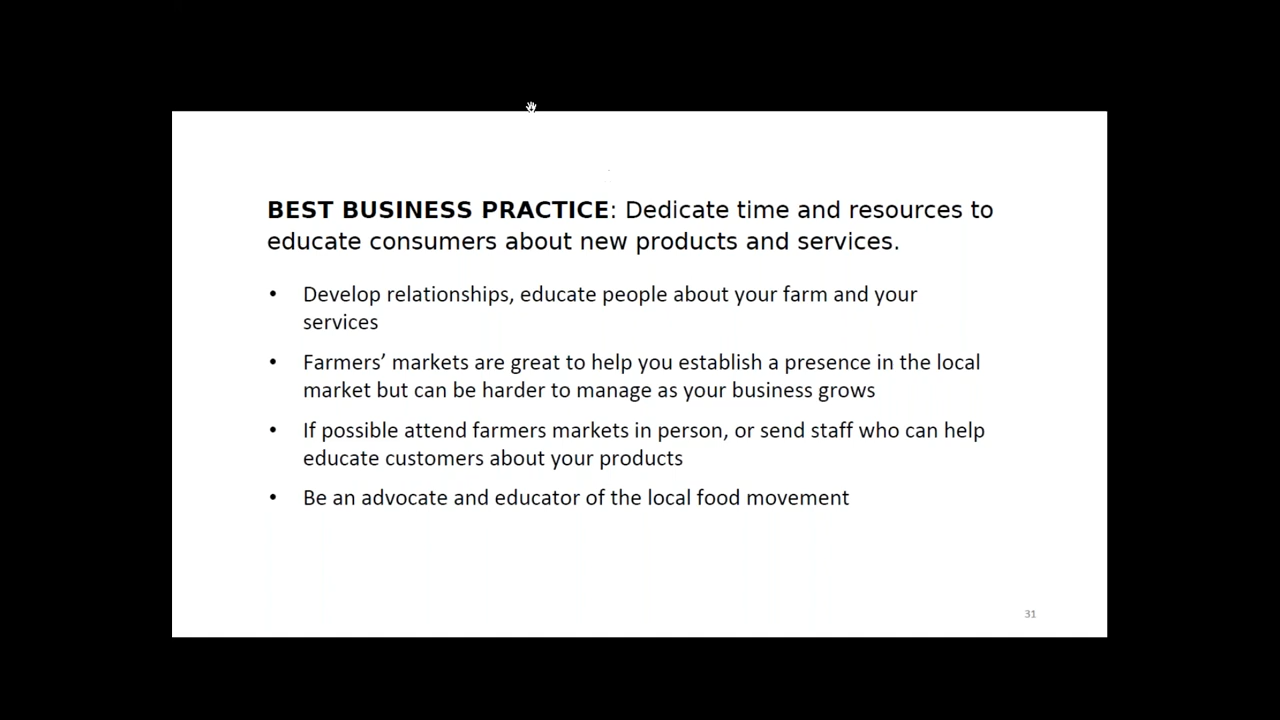 BEST BUSINESS PRACTICE: Dedicate time and resources to
educate consumers about new products and services.
• Develop relationships, educate people about your farm and your
services
• Farmers’ markets are great to help you establish a presence in the local
market but can be harder to manage as your business grows
• If possible attend farmers markets in person, or send staff who can help
educate customers about your products
• Be an advocate and educator of the local food movement
31